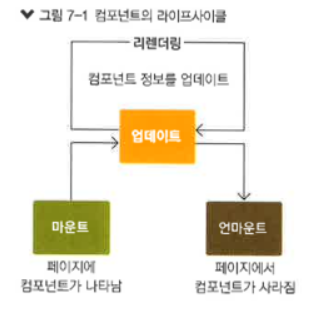 ▼ 그림 7-1 컴포넌트의 라이프사이클
리렌더링
컴포넌트 정보를 업데이트
업데이트
마운트
언마운트
페이지에
컴포넌트가 나타남
페이지에서
컴포넌트가 사라짐